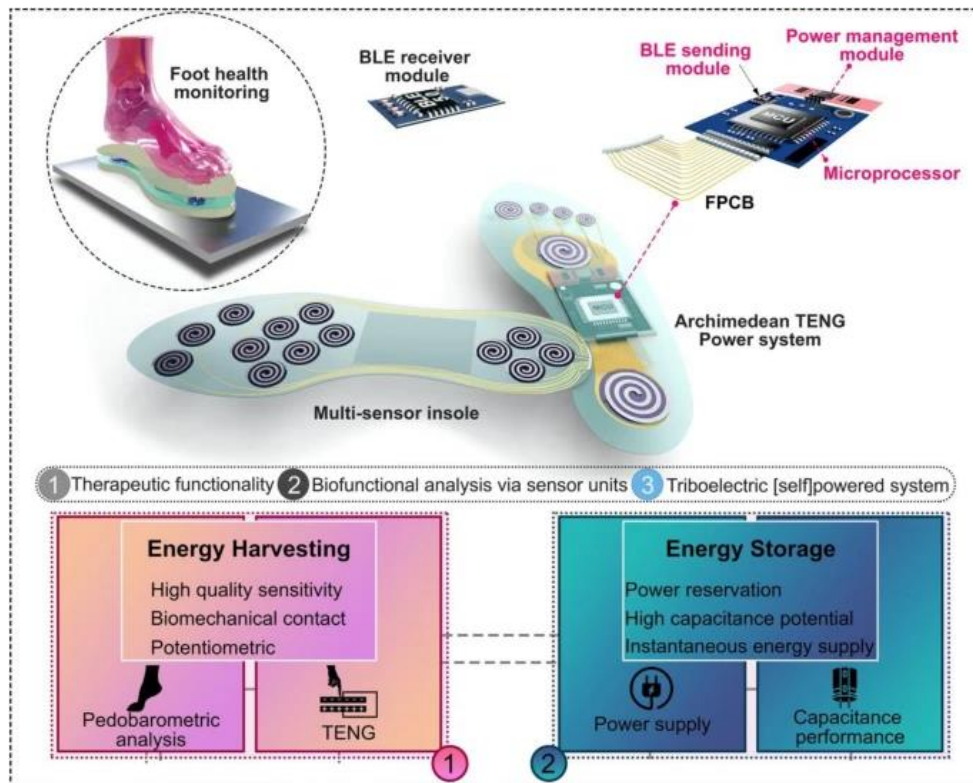 Foot health
monitoring
BLE receiver
module
BLE
BLE sending
module
Power management
module
MCU
Microprocessor
FPCB
MCU
Archimedean TENG
Power system
Multi-sensor insole
1 Therapeutic functionality 2 Biofunctional analysis via sensor units 3 Triboelectric [self]powered system
Energy Harvesting
High quality sensitivity
Biomechanical contact
Potentiometric
Pedobarometric
analysis
TENG
1
Energy Storage
Power reservation
High capacitance potential
Instantaneous energy supply
Power supply
Capacitance
performance
2